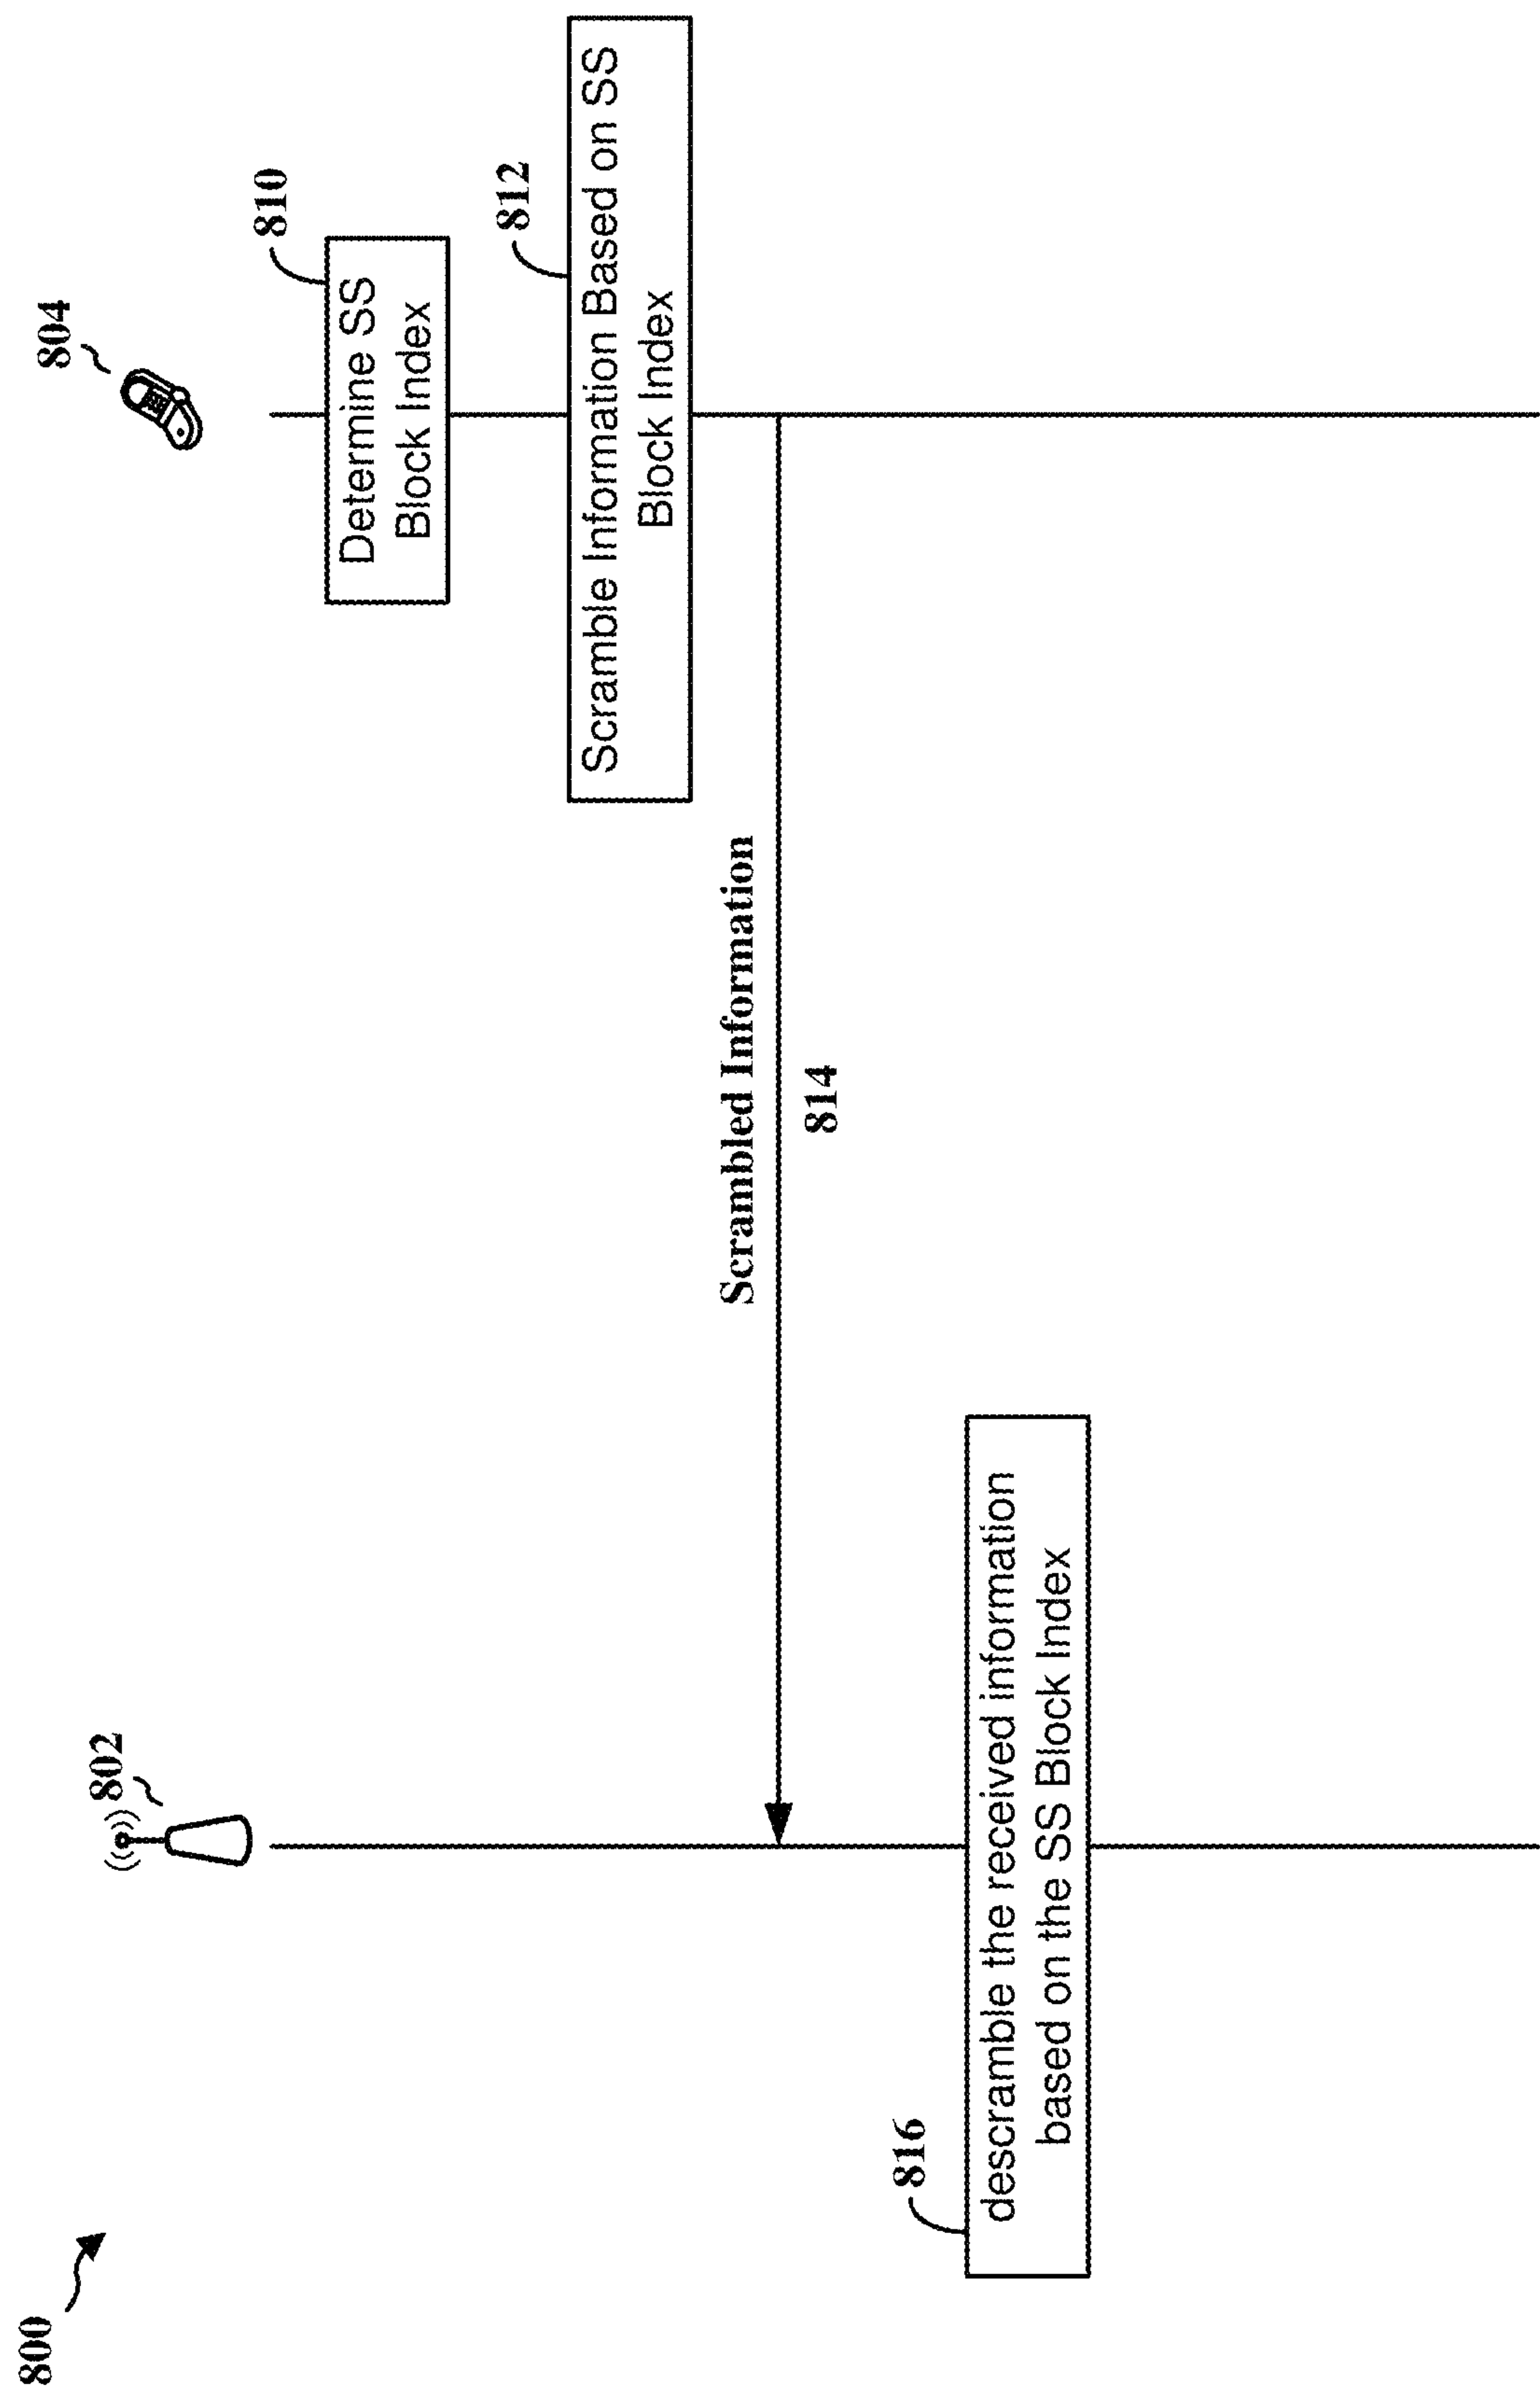 800
802
804
810
Determine SS
Block Index
812
Scramble Information Based on SS
Block Index
Scrambled Information
814
816
descramble the received information
based on the SS Block Index